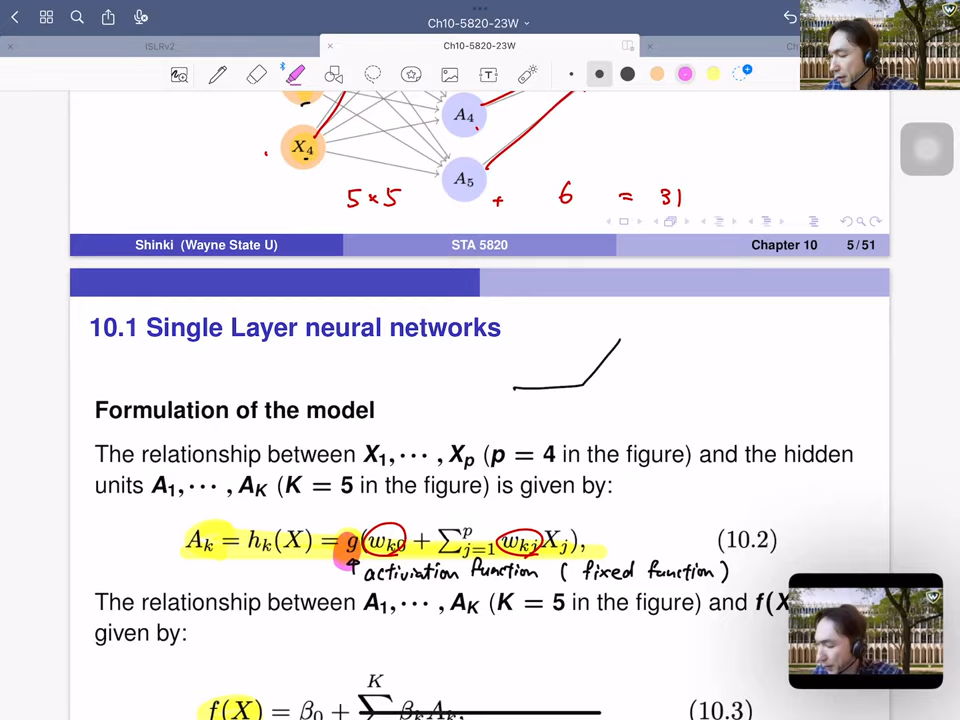 Ch10-5820-23W
ISLRv2
Ch10-5820-23W
Ch
X4
A4
A5
5×5 + 6 = 31
Shinki (Wayne State U) STA 5820 Chapter 10 5/51
10.1 Single Layer neural networks
Formulation of the model
The relationship between X1, ⋯ , Xp (p = 4 in the figure) and the hidden
units A1, ⋯ , AK (K = 5 in the figure) is given by:
Ak = hk(X) = g(wk0 + ∑_{j=1}^{p} wkjXj), (10.2)
activiation function ( fixed function )
The relationship between A1, ⋯ , AK (K = 5 in the figure) and f(X
given by:
f(X) = β0 + ∑^{K} βkAk, (10.3)